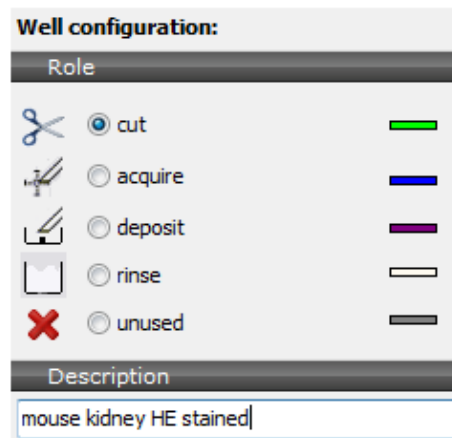 Well configuration:
Role
cut
acquire
deposit
rinse
unused
Description
mouse kidney HE stained